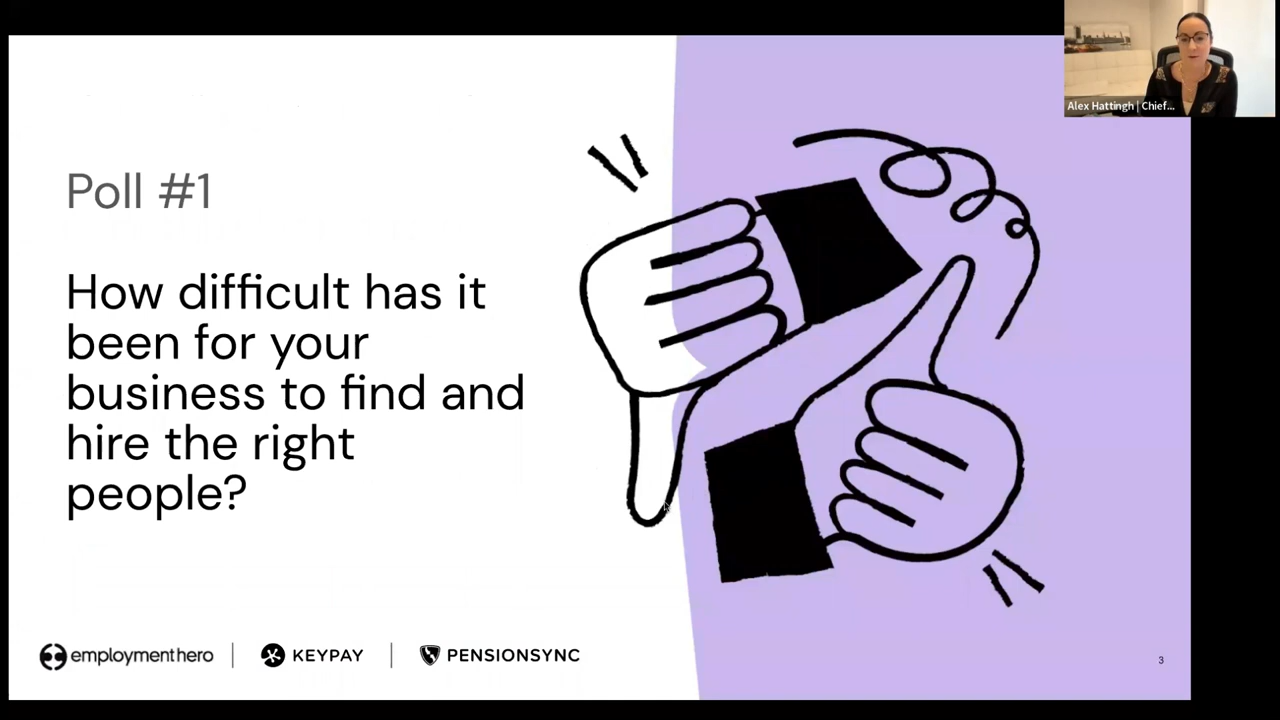 Alex Hattingh | Chief...
Poll #1
How difficult has it
been for your
business to find and
hire the right
people?
employmenthero | KEYPAY | PENSIONSYNC
3